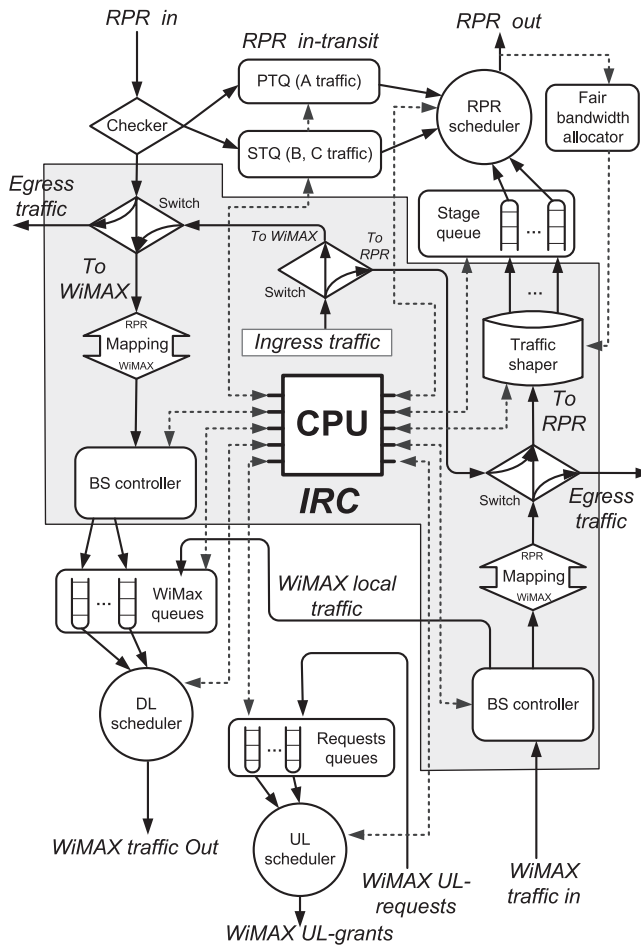 RPR in
RPR out
RPR in-transit
PTQ (A traffic)
Checker
RPR
scheduler
Fair
bandwidth
allocator
STQ (B, C traffic)
Egress
traffic
Switch
To WiMAX
To
RPR
Stage
queue
...
To
WiMAX
Switch
...
RPR
Mapping
WiMAX
Ingress traffic
Traffic
shaper
CPU
To
RPR
BS controller
IRC
Switch
Egress
traffic
...
WiMax
queues
WiMAX local
traffic
RPR
Mapping
WiMAX
DL
scheduler
BS controller
...
Requests
queues
WiMAX traffic Out
UL
scheduler
WiMAX UL-
requests
WiMAX
traffic in
WiMAX UL-grants